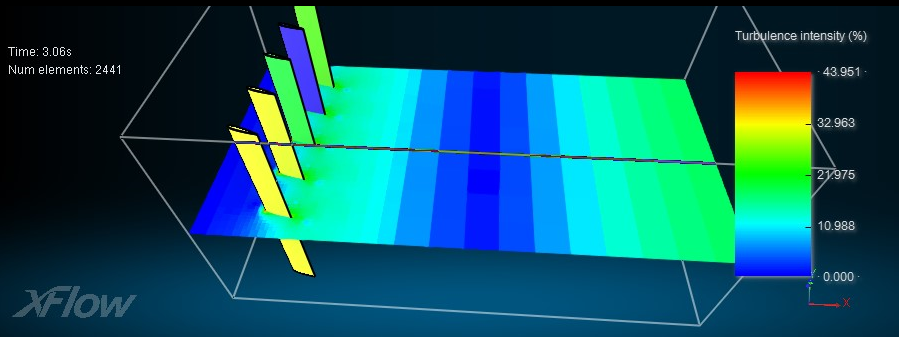 Turbulence intensity (%)
Time: 3.06s
Num elements: 2441
43.951
32.963
21.975
10.988
0.000
X
XFlow